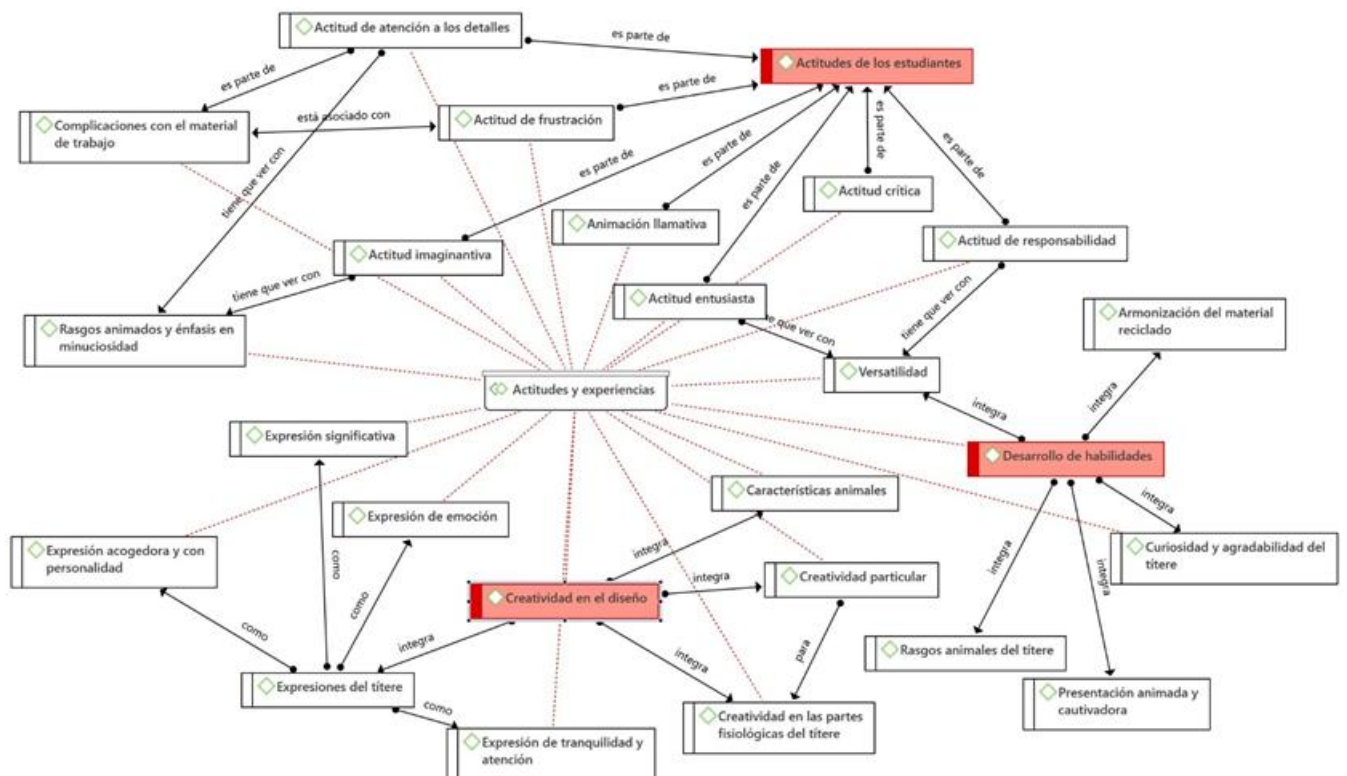 Actitud de atención a los detalles
es parte de
Actitudes de los estudiantes
es parte de
es parte de
Complicaciones con el material
de trabajo
está asociado con
Actitud de frustración
es parte de
es parte de
es parte de
es parte de
es parte de
tiene que ver con
Actitud crítica
Animación llamativa
Actitud de responsabilidad
Actitud imaginantiva
tiene que ver con
Actitud entusiasta
tiene que ver con
Armonización del material
reciclado
Rasgos animados y énfasis en
minuciosidad
e que ver con
Versatilidad
Actitudes y experiencias
integra
integra
Expresión significativa
Desarrollo de habilidades
Características animales
integra
Expresión de emoción
Expresión acogedora y con
personalidad
como
integra
Curiosidad y agradabilidad del
títere
integra
Creatividad particular
integra
integra
Creatividad en el diseño
como
como
integra
integra
para
Rasgos animales del títere
Expresiones del títere
Presentación animada y
cautivadora
como
Creatividad en las partes
fisiológicas del títere
Expresión de tranquilidad y
atención